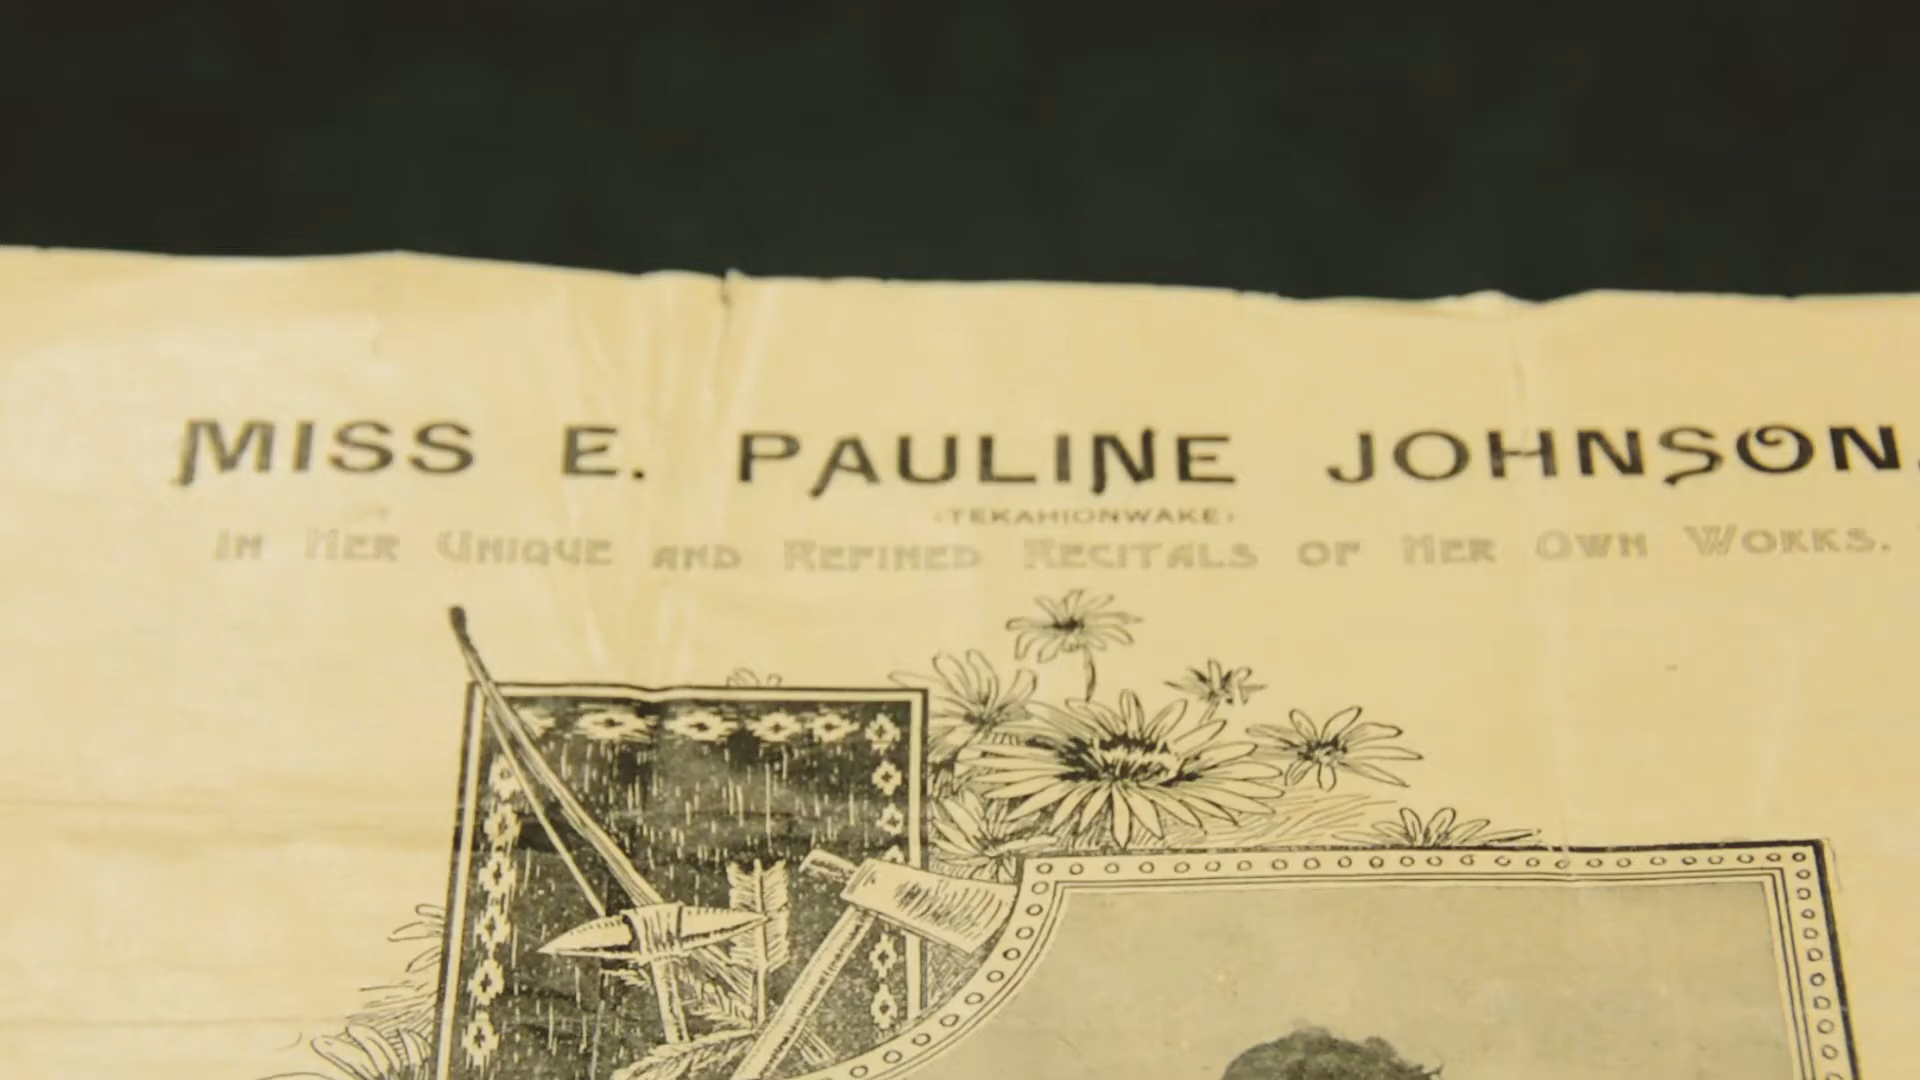 MISS E. PAULINE JOHNSON.
(TEKAHIONWAKE)
IN HER UNIQUE AND REFINED RECITALS OF HER OWN WORKS.